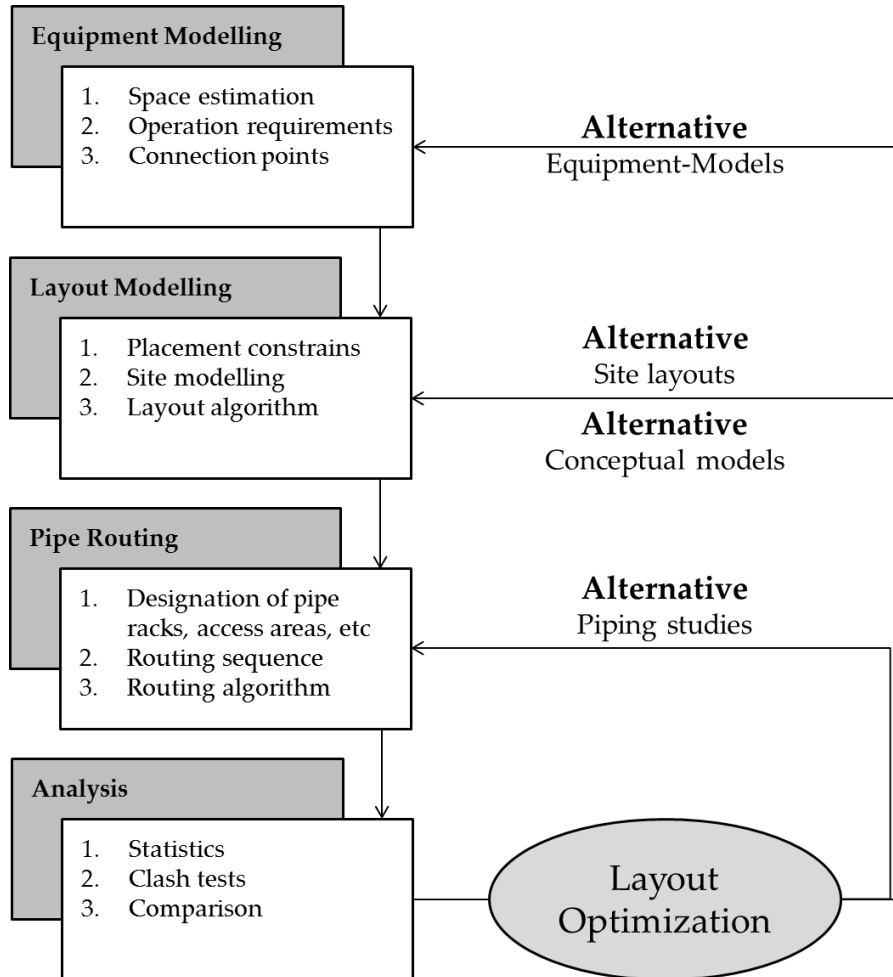 Equipment Modelling
1. Space estimation
2. Operation requirements
3. Connection points
Alternative
Equipment-Models
Layout Modelling
1. Placement constrains
2. Site modelling
3. Layout algorithm
Alternative
Site layouts
Alternative
Conceptual models
Pipe Routing
1. Designation of pipe
racks, access areas, etc
2. Routing sequence
3. Routing algorithm
Alternative
Piping studies
Analysis
1. Statistics
2. Clash tests
3. Comparison
Layout
Optimization